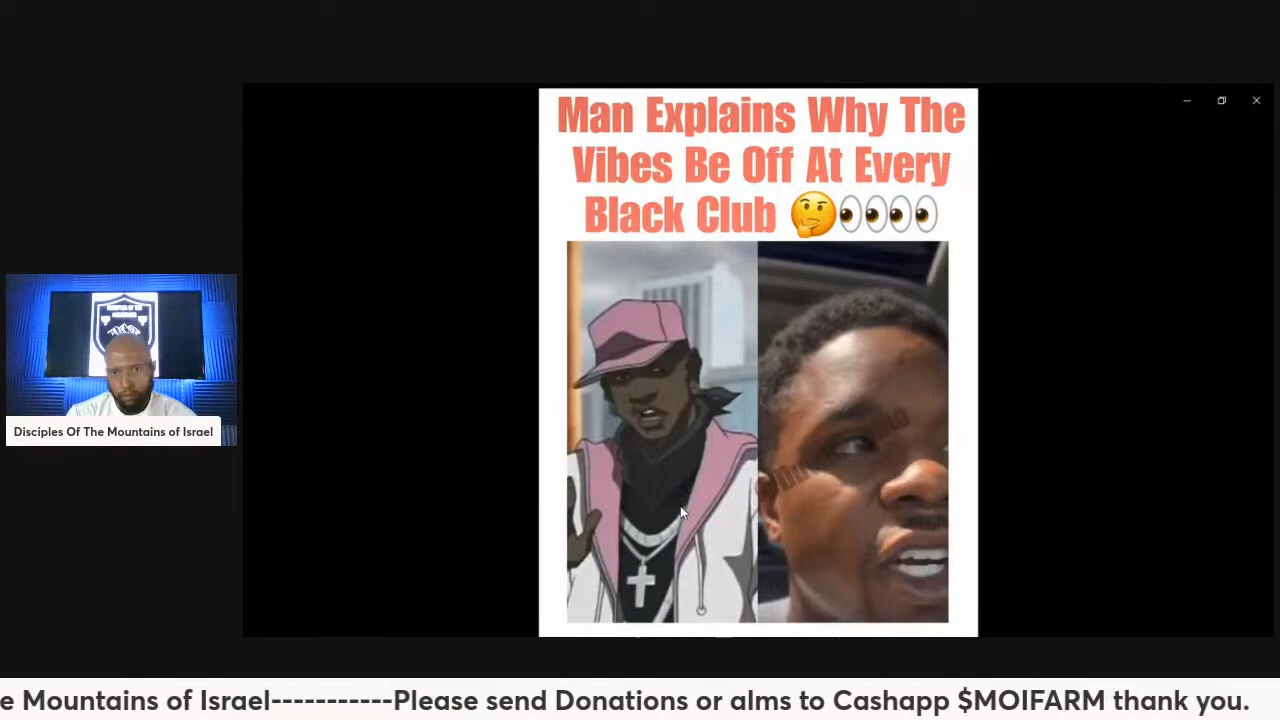 Man Explains Why The
Vibes Be Off At Every
Black Club 🤔👀👀
Disciples Of The Mountains of Israel
e Mountains of Israel-----------Please send Donations or alms to Cashapp $MOIFARM thank you.